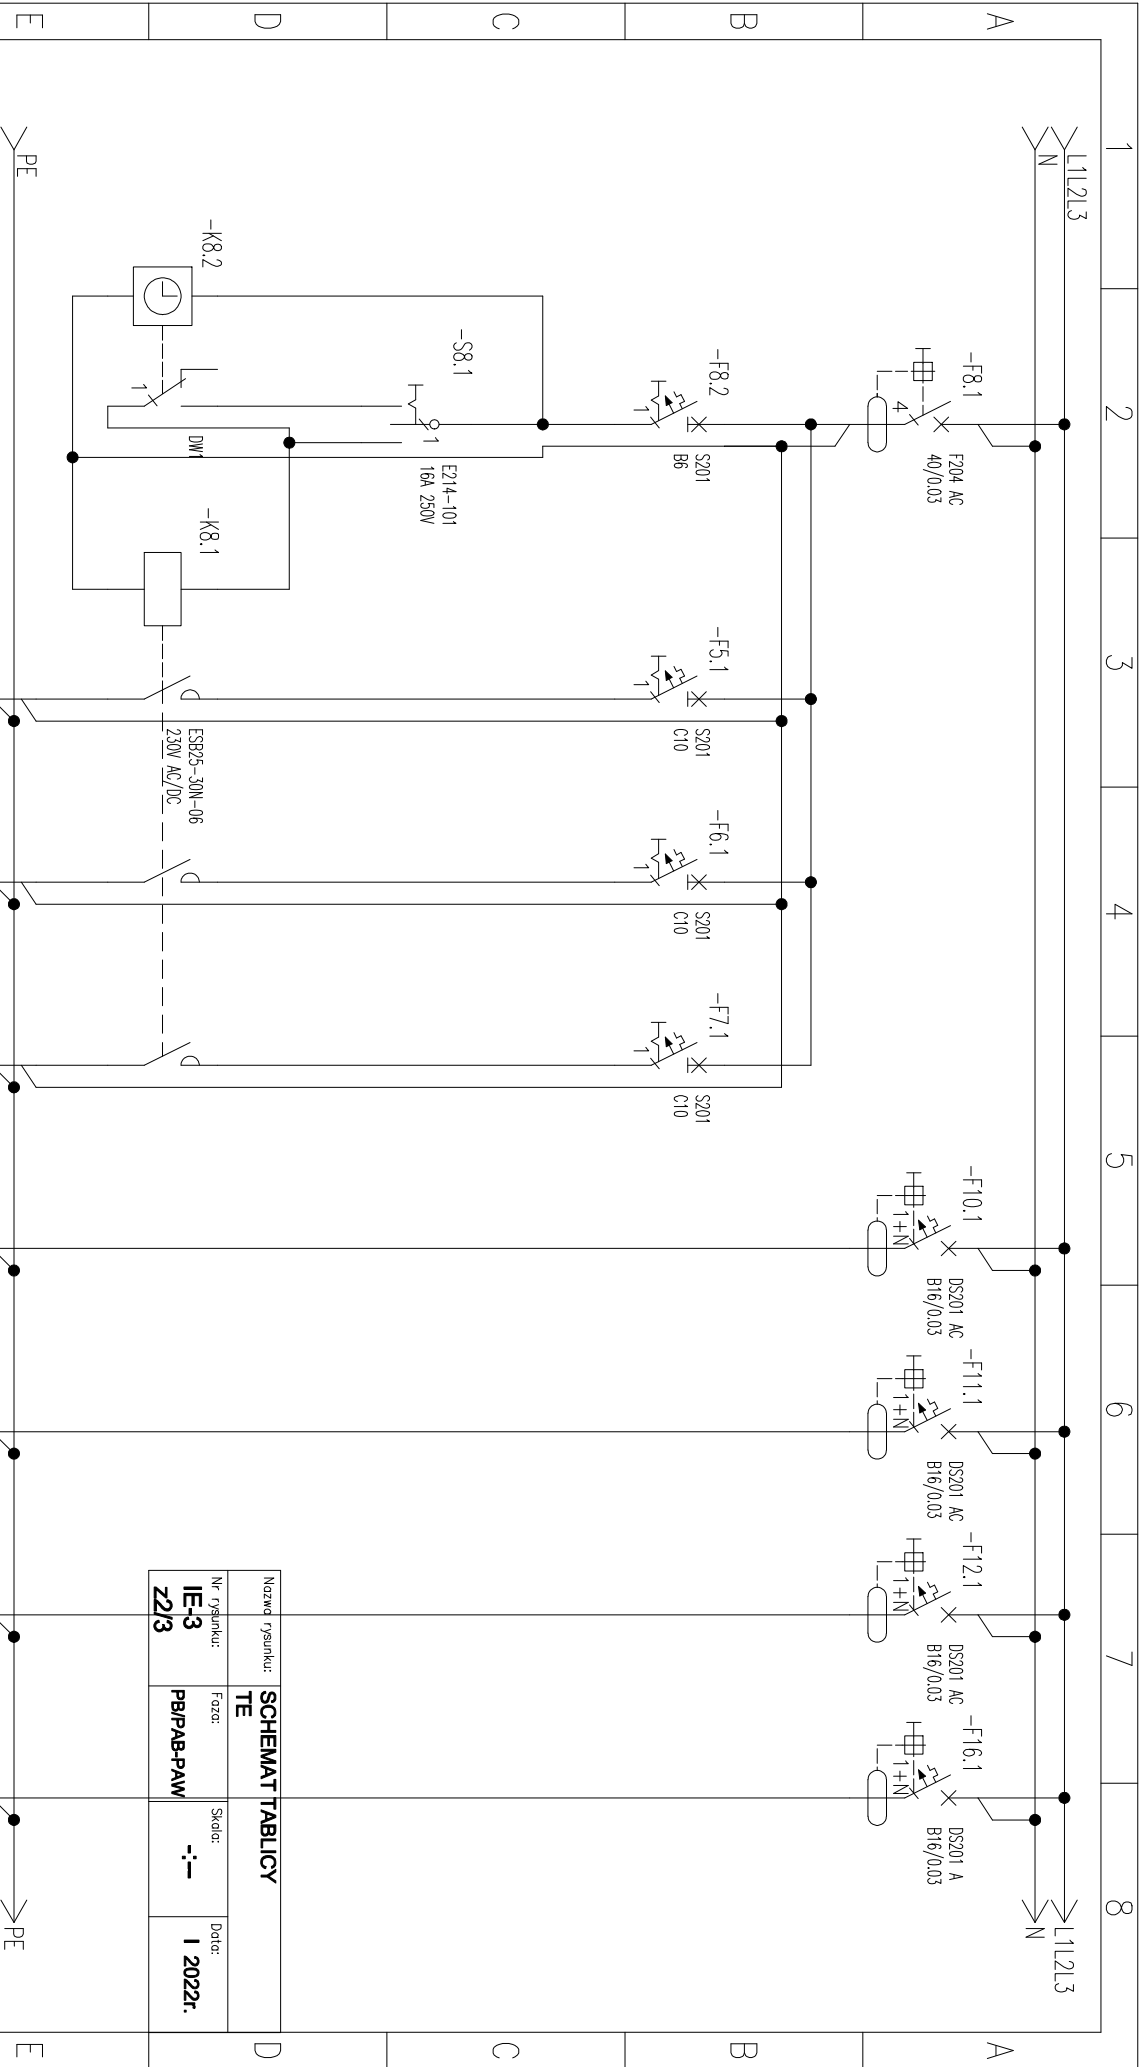 1
2
3
4
5
6
7
8
A
B
C
D
E
A
B
C
D
E
L1L2L3
N
L1L2L3
N
-F8.1
4
F204 AC
40/0.03
-F10.1
1+N
DS201 AC
B16/0.03
-F11.1
1+N
DS201 AC
B16/0.03
-F12.1
1+N
DS201 AC
B16/0.03
-F16.1
1+N
DS201 A
B16/0.03
-F8.2
1
S201
B6
-F5.1
1
S201
C10
-F6.1
1
S201
C10
-F7.1
1
S201
C10
-S8.1
1
E214-101
16A 250V
-K8.2
1
DW1
-K8.1
ESB25-30N-06
230V AC/DC
PE
PE
Nazwa rysunku:
SCHEMAT TABLICY
TE
Nr rysunku:
IE-3
z2/3
Faza:
PB/PAB-PAW
Skala:
-:--
Data:
I 2022r.